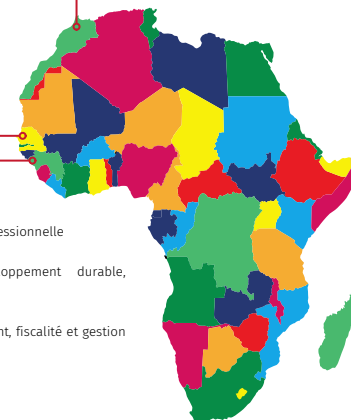 essionnelle
oppement durable,
nt, fiscalité et gestion